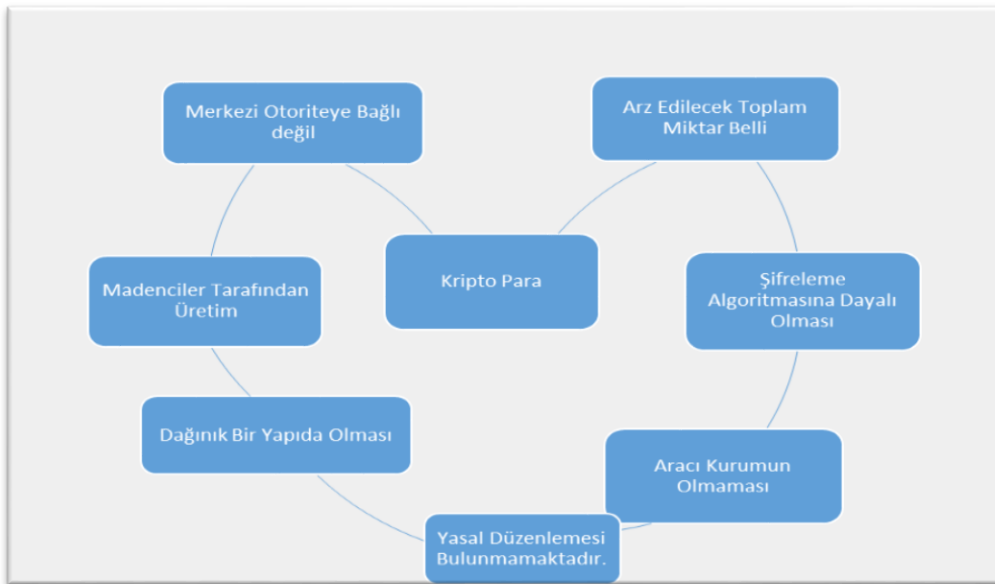 Merkezi Otoriteye Bağlı
değil
Arz Edilecek Toplam
Miktar Belli
Kripto Para
Madenciler Tarafından
Üretim
Şifreleme
Algoritmasına Dayalı
Olması
Dağınık Bir Yapıda Olması
Aracı Kurumun
Olmaması
Yasal Düzenlemesi
Bulunmamaktadır.